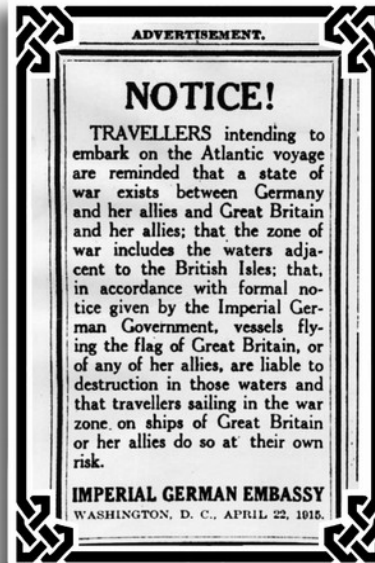 ADVERTISEMENT.
NOTICE!
TRAVELLERS intending to
embark on the Atlantic voyage
are reminded that a state of
war exists between Germany
and her allies and Great Britain
and her allies; that the zone of
war includes the waters adja-
cent to the British Isles; that,
in accordance with formal no-
tice given by the Imperial Ger-
man Government, vessels fly-
ing the flag of Great Britain, or
of any of her allies, are liable to
destruction in those waters and
that travellers sailing in the war
zone on ships of Great Britain
or her allies do so at their own
risk.
IMPERIAL GERMAN EMBASSY
WASHINGTON, D. C., APRIL 22, 1915.